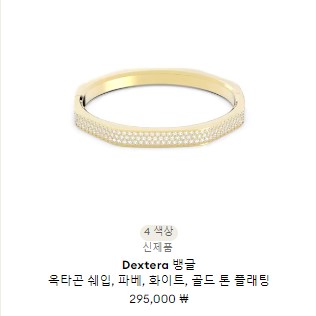 4 색상
신제품
Dextera 뱅글
옥타곤 쉐입, 파베, 화이트, 골드 톤 플래팅
295,000 ₩